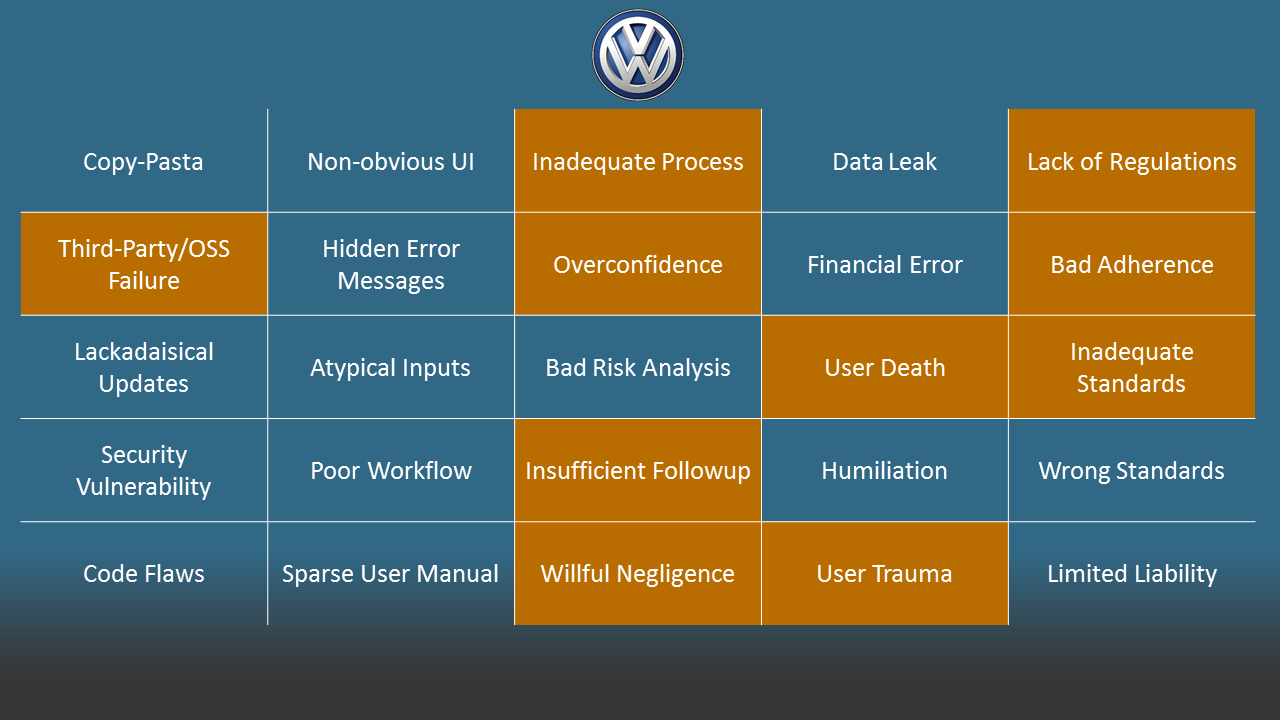 Copy-Pasta
Non-obvious UI
Inadequate Process
Data Leak
Lack of Regulations
Third-Party/OSS
Failure
Hidden Error
Messages
Overconfidence
Financial Error
Bad Adherence
Lackadaisical
Updates
Atypical Inputs
Bad Risk Analysis
User Death
Inadequate
Standards
Security
Vulnerability
Poor Workflow
Insufficient Followup
Humiliation
Wrong Standards
Code Flaws
Sparse User Manual
Willful Negligence
User Trauma
Limited Liability